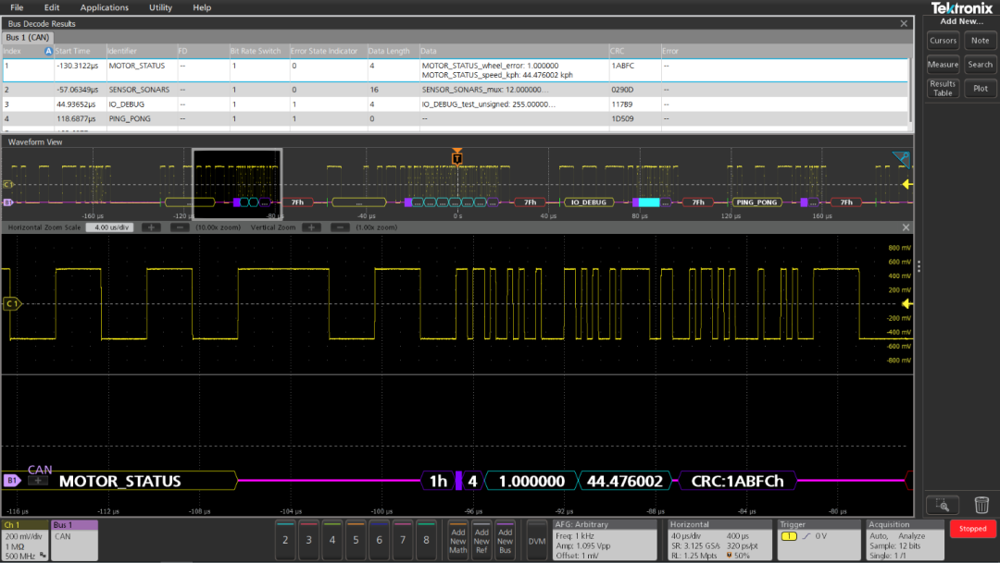 File Edit Applications Utility Help
Tektronix
Add New...
Bus Decode Results
Bus 1 (CAN)
Cursors Note
Measure Search
Results Table Plot
Index Start Time Identifier FD Bit Rate Switch Error State Indicator Data Length Data CRC Error
1 -130.3122µs MOTOR_STATUS -- 1 0 4 MOTOR_STATUS_wheel_error: 1.000000 1ABFC --
MOTOR_STATUS_speed_kph: 44.476002 kph
2 -57.06349µs SENSOR_SONARS -- 1 0 16 SENSOR_SONARS_mux: 12.000000... 0290D --
3 44.93652µs IO_DEBUG -- 1 1 4 IO_DEBUG_test_unsigned: 255.00000... 117B9 --
4 118.6877µs PING_PONG -- 1 1 0 -- 1D509 --
Waveform View
T
C 1
B1 ... ... 7Fh ... ... ... ... ... ... ... 7Fh IO_DEBUG 7Fh PING_PONG ... 7Fh
-160 µs -120 µs -80 µs -40 µs 0 s 40 µs 80 µs 120 µs 160 µs
Horizontal Zoom Scale 4.00 us/div + − (10.00x zoom) Vertical Zoom + − (1.00x zoom)
800 mV
600 mV
400 mV
200 mV
C 1
-200 mV
-400 mV
-600 mV
-800 mV
CAN
B1 + MOTOR_STATUS 1h 4 1.000000 44.476002 CRC:1ABFCh
-116 µs -112 µs -108 µs -104 µs -100 µs -96 µs -92 µs -88 µs -84 µs -80 µs
Ch 1
200 mV/div
1 MΩ
500 MHz
Bus 1
CAN
2 3 4 5 6 7 8
Add New Math
Add New Ref
Add New Bus
DVM
AFG: Arbitrary
Freq: 1 kHz
Amp: 1.095 Vpp
Offset: 1 mV
Horizontal
40 µs/div 400 µs
SR: 3.125 GS/s 320 ps/pt
RL: 1.25 Mpts 50%
Trigger
1 0 V
Acquisition
Auto, Analyze
Sample: 12 bits
Single: 1 /1
Stopped